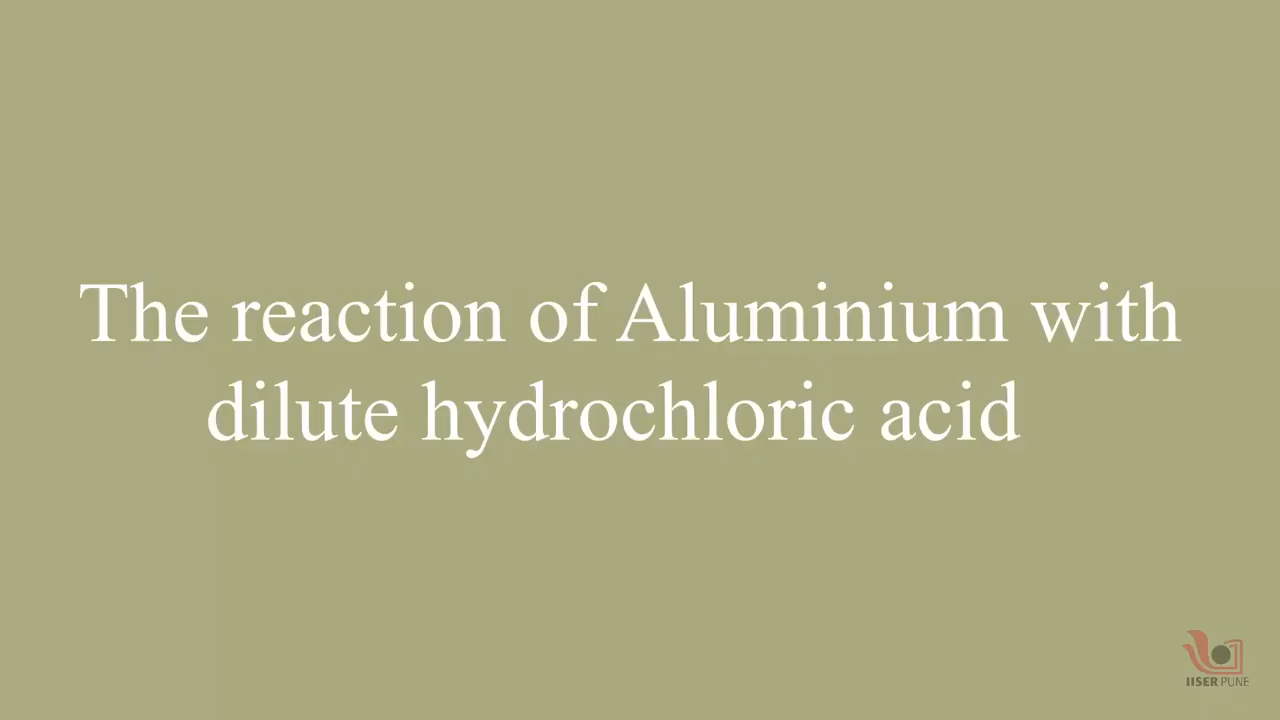 The reaction of Aluminium with
dilute hydrochloric acid
IISER PUNE